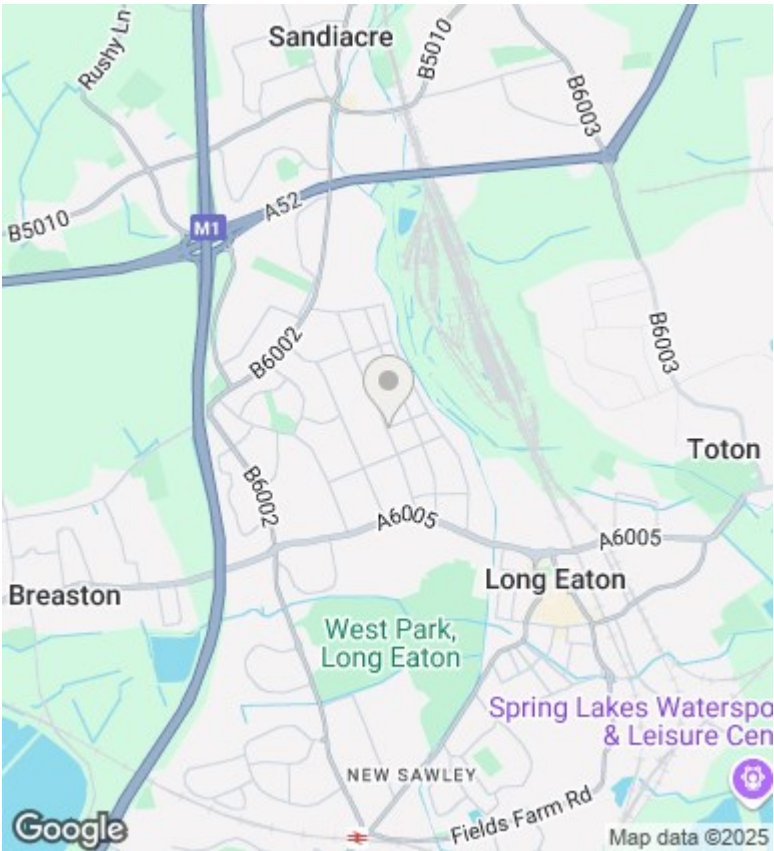 Sandiacre
Rushy Ln
B5010
B6003
A52
B5010
M1
B6002
B6003
Toton
B6002
A6005
A6005
Breaston
Long Eaton
West Park,
Long Eaton
Spring Lakes Waterspo
& Leisure Cen
NEW SAWLEY
Fields Farm Rd
Google
Map data ©2025